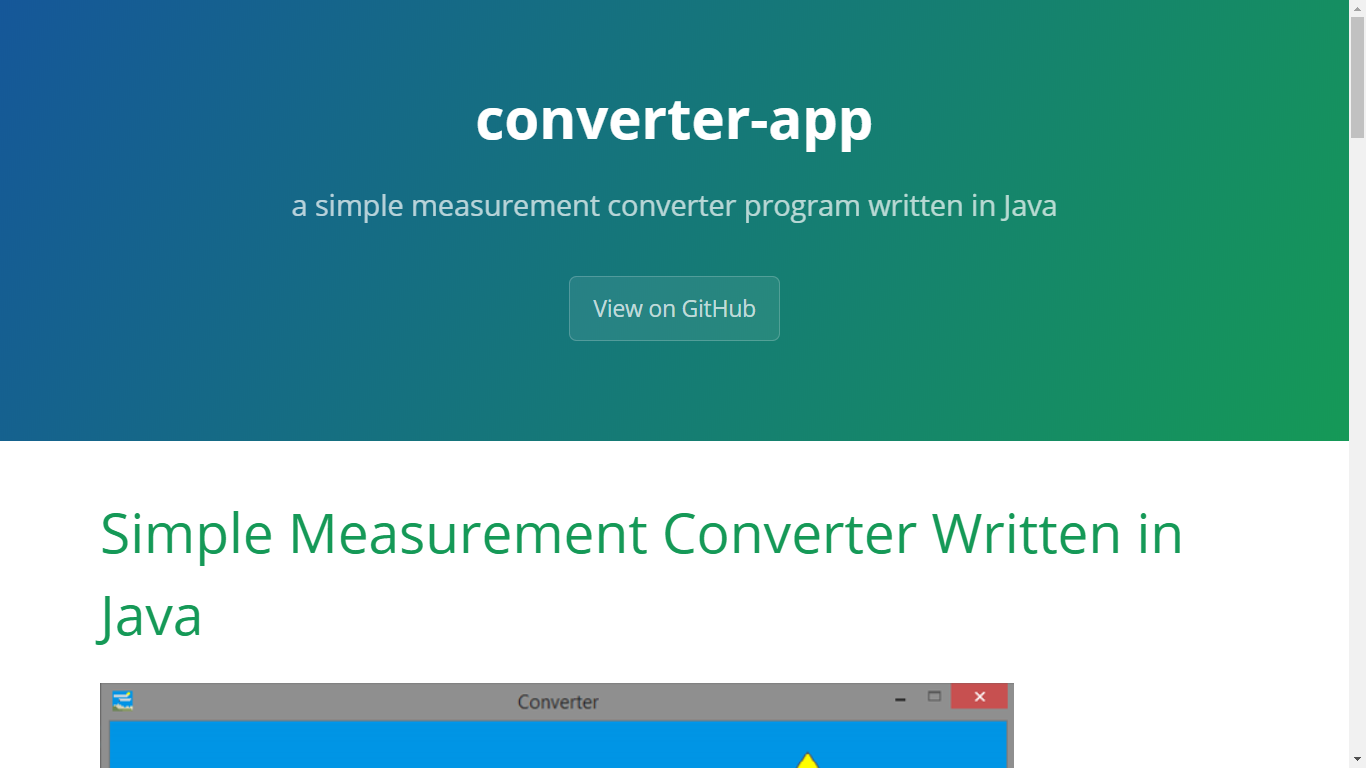 converter-app
a simple measurement converter program written in Java
View on GitHub
Simple Measurement Converter Written in
Java
Converter